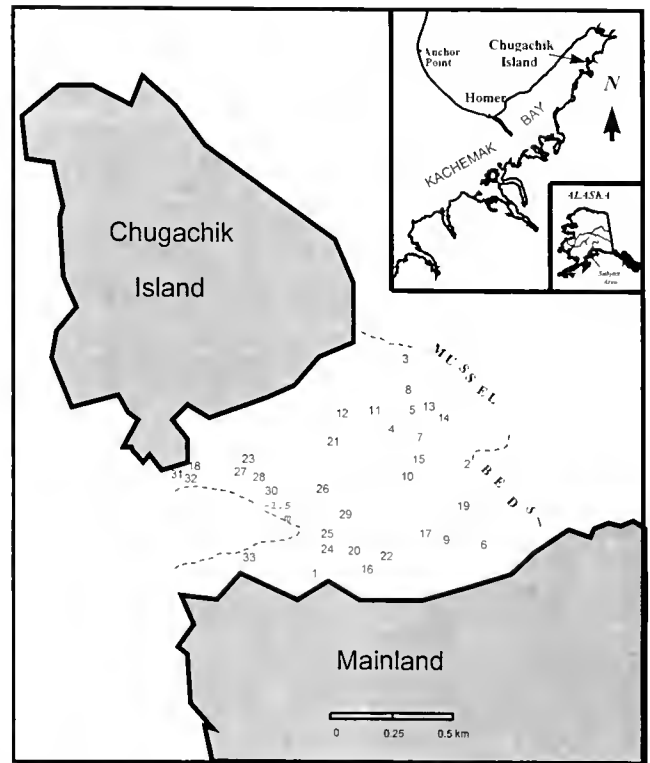 Chugachik
Island
N
Anchor
Point
Homer
BAY
KACHEMAK
ALASKA
Chugachik
Island
MUSSEL
BEDS
3
8
12
11
5
13
14
4
7
21
15
2
10
23
18
27
28
31
32
30
26
-1.5
m
29
19
25
17
9
6
24
20
22
33
1
16
Mainland
0
0.25
0.5 km